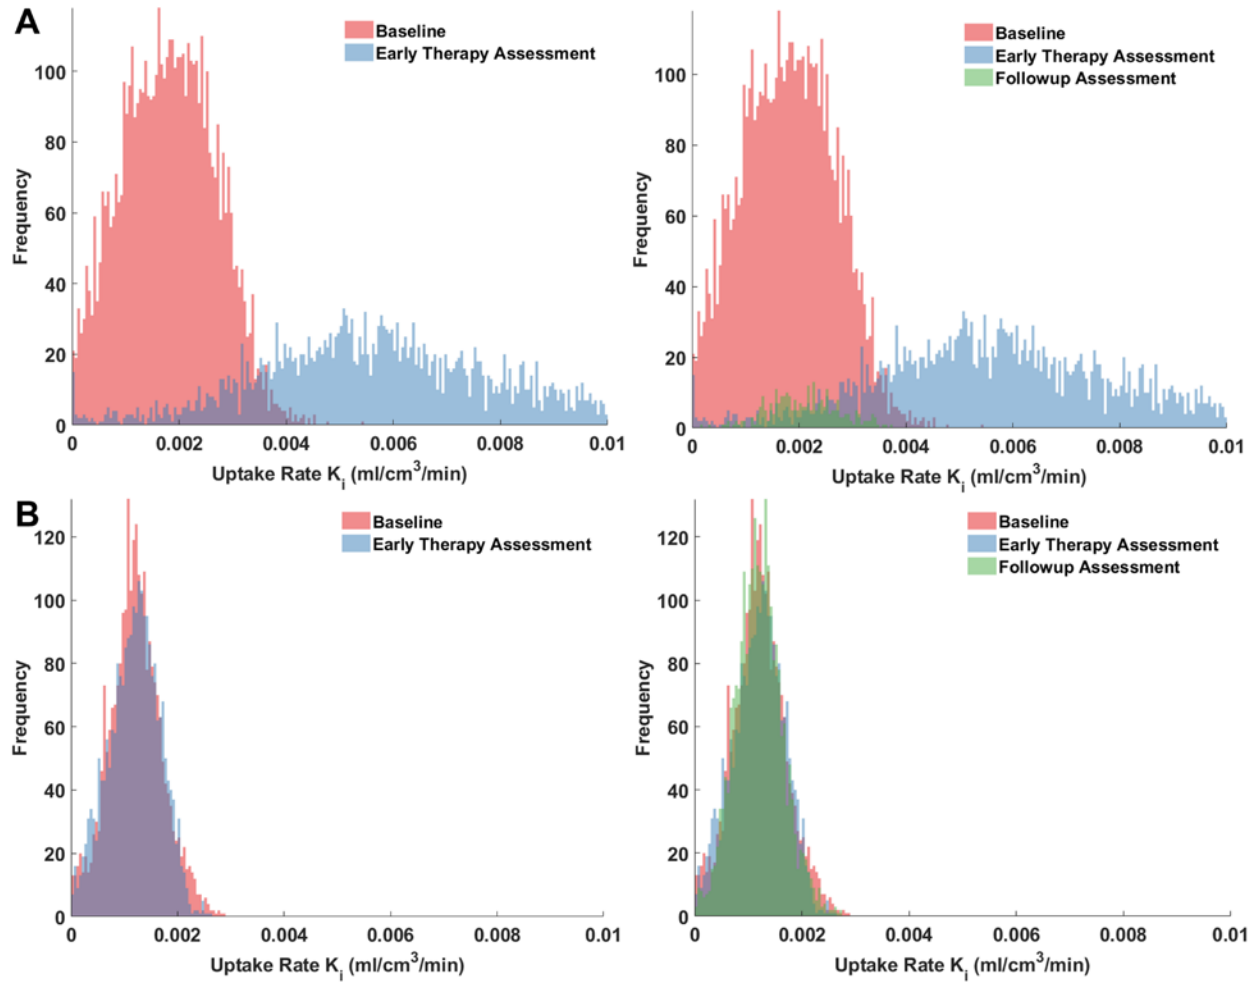 A
Baseline
Early Therapy Assessment
Frequency
100
80
60
40
20
0
0 0.002 0.004 0.006 0.008 0.01
Uptake Rate Ki (ml/cm3/min)
Baseline
Early Therapy Assessment
Followup Assessment
Frequency
100
80
60
40
20
0
0 0.002 0.004 0.006 0.008 0.01
Uptake Rate Ki (ml/cm3/min)
B
Baseline
Early Therapy Assessment
Frequency
120
100
80
60
40
20
0
0 0.002 0.004 0.006 0.008 0.01
Uptake Rate Ki (ml/cm3/min)
Baseline
Early Therapy Assessment
Followup Assessment
Frequency
120
100
80
60
40
20
0
0 0.002 0.004 0.006 0.008 0.01
Uptake Rate Ki (ml/cm3/min)